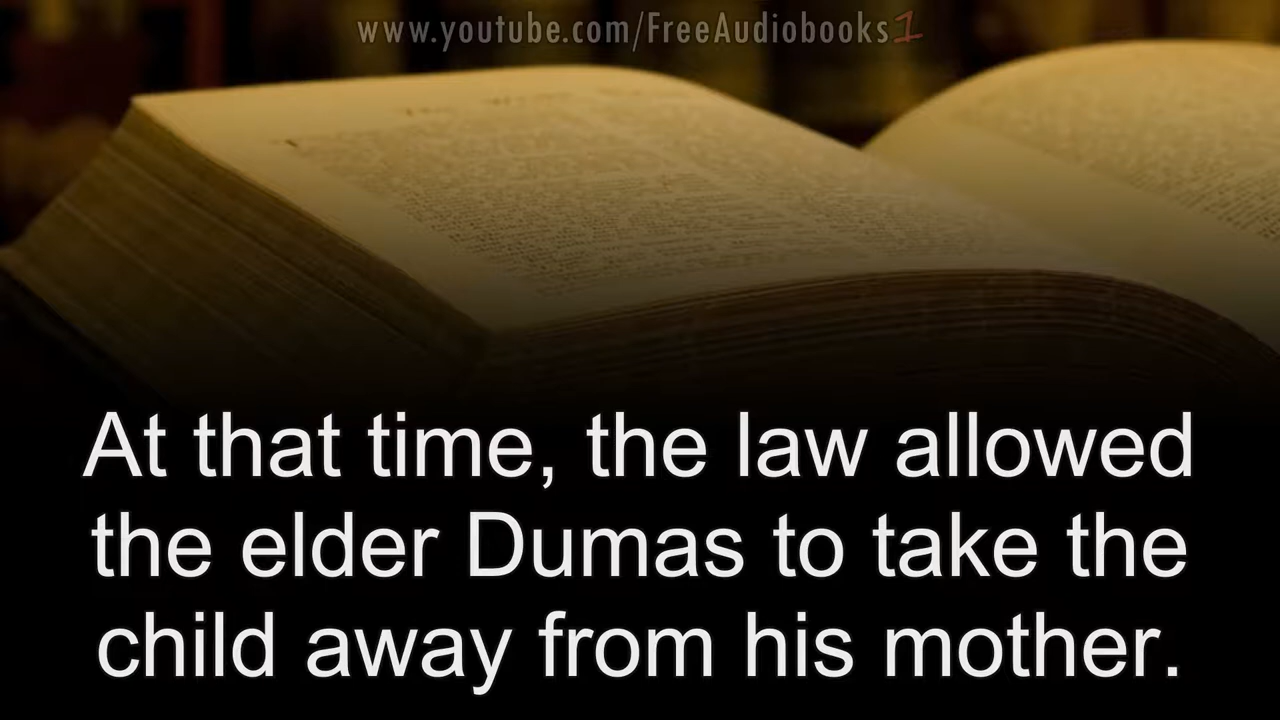 www.youtube.com/FreeAudiobooks1
At that time, the law allowed
the elder Dumas to take the
child away from his mother.